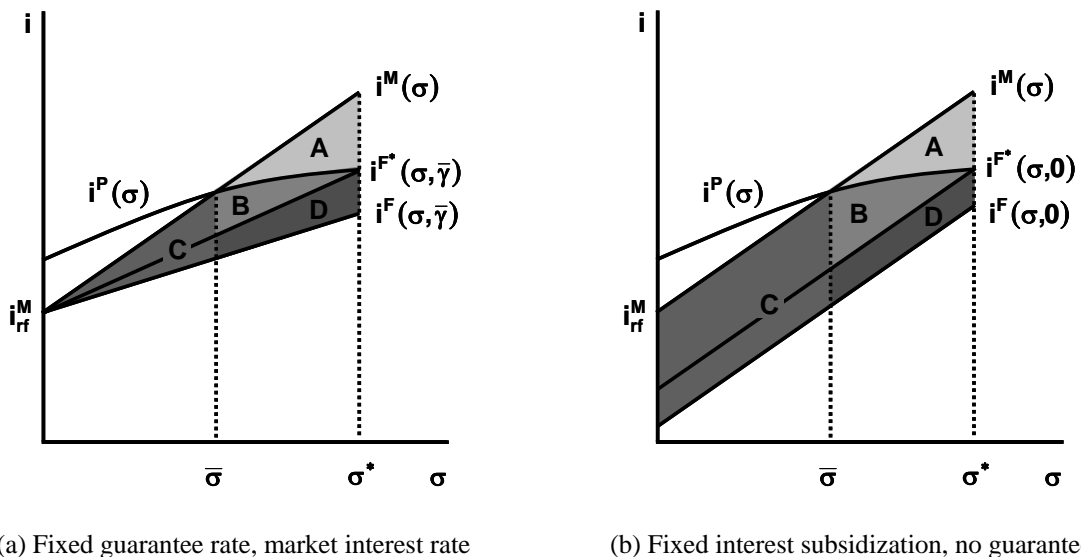 i
i^M(σ)
A
i^F*(σ,γ̄)
i^P(σ)
B
i^F(σ,γ̄)
D
C
i^M_rf
σ̄
σ*
σ
(a) Fixed guarantee rate, market interest rate
i
i^M(σ)
A
i^F*(σ,0)
i^P(σ)
B
i^F(σ,0)
D
C
i^M_rf
σ̄
σ*
σ
(b) Fixed interest subsidization, no guarante